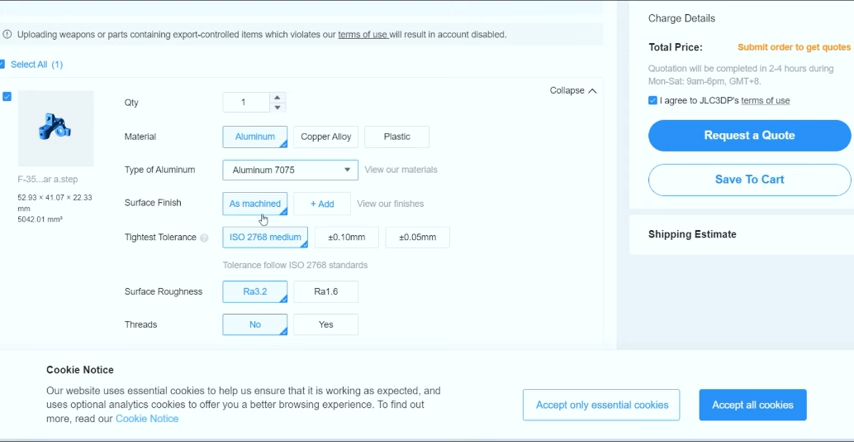 Uploading weapons or parts containing export-controlled items which violates our terms of use will result in account disabled.
Select All (1)
Collapse
F-35...ar a.step
52.93 × 41.07 × 22.33
mm
5042.01 mm³
Qty 1
Material Aluminum Copper Alloy Plastic
Type of Aluminum Aluminum 7075 View our materials
Surface Finish As machined + Add View our finishes
Tightest Tolerance ISO 2768 medium ±0.10mm ±0.05mm
Tolerance follow ISO 2768 standards
Surface Roughness Ra3.2 Ra1.6
Threads No Yes
Charge Details
Total Price: Submit order to get quotes
Quotation will be completed in 2-4 hours during
Mon-Sat: 9am-6pm, GMT+8.
I agree to JLC3DP's terms of use
Request a Quote
Save To Cart
Shipping Estimate
Cookie Notice
Our website uses essential cookies to help us ensure that it is working as expected, and
uses optional analytics cookies to offer you a better browsing experience. To find out
more, read our Cookie Notice
Accept only essential cookies
Accept all cookies